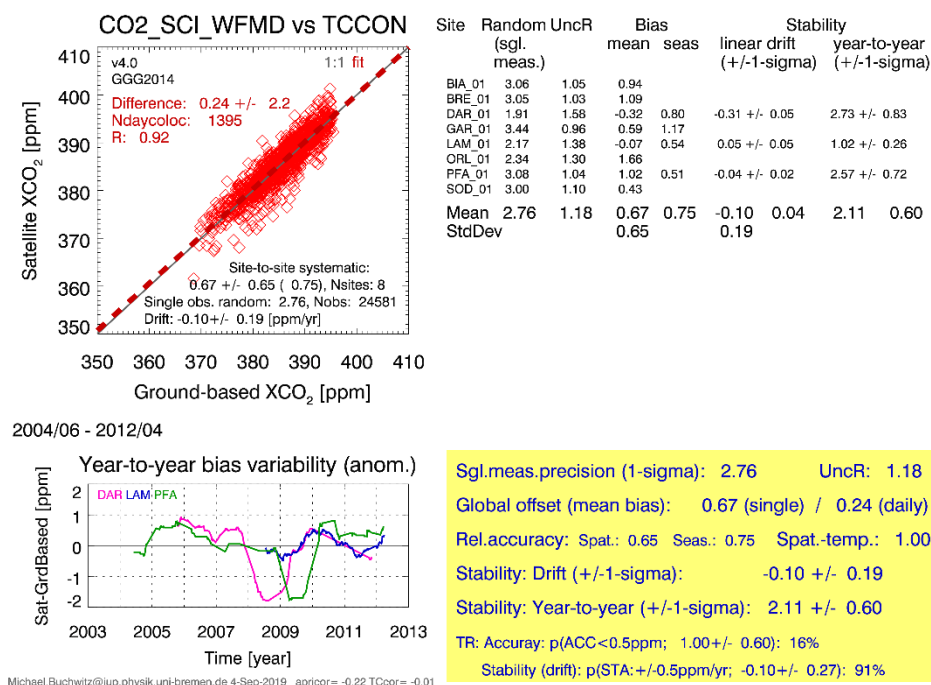 CO2_SCI_WFMD vs TCCON
v4.0
GGG2014
1:1 fit
Difference: 0.24 +/- 2.2
Ndaycoloc: 1395
R: 0.92
Site-to-site systematic:
0.67 +/- 0.65 ( 0.75), Nsites: 8
Single obs. random: 2.76, Nobs: 24581
Drift: -0.10+/- 0.19 [ppm/yr]
Satellite XCO2 [ppm]
410
400
390
380
370
360
350
350 360 370 380 390 400 410
Ground-based XCO2 [ppm]
Site Random UncR Bias Stability
(sgl. mean seas linear drift year-to-year
meas.) (+/-1-sigma) (+/-1-sigma)
BIA_01 3.06 1.05 0.94
BRE_01 3.05 1.03 1.09
DAR_01 1.91 1.58 -0.32 0.80 -0.31 +/- 0.05 2.73 +/- 0.83
GAR_01 3.44 0.96 0.59 1.17
LAM_01 2.17 1.38 -0.07 0.54 0.05 +/- 0.05 1.02 +/- 0.26
ORL_01 2.34 1.30 1.66
PFA_01 3.08 1.04 1.02 0.51 -0.04 +/- 0.02 2.57 +/- 0.72
SOD_01 3.00 1.10 0.43
Mean 2.76 1.18 0.67 0.75 -0.10 0.04 2.11 0.60
StdDev 0.65 0.19
2004/06 - 2012/04
Year-to-year bias variability (anom.)
DAR LAM PFA
Sat-GrdBased [ppm]
2
1
0
-1
-2
2003 2005 2007 2009 2011 2013
Time [year]
Sgl.meas.precision (1-sigma): 2.76 UncR: 1.18
Global offset (mean bias): 0.67 (single) / 0.24 (daily)
Rel.accuracy: Spat.: 0.65 Seas.: 0.75 Spat.-temp.: 1.00
Stability: Drift (+/-1-sigma): -0.10 +/- 0.19
Stability: Year-to-year (+/-1-sigma): 2.11 +/- 0.60
TR: Accuray: p(ACC<0.5ppm; 1.00+/- 0.60): 16%
Stability (drift): p(STA:+/-0.5ppm/yr; -0.10+/- 0.27): 91%
Michael.Buchwitz@iup.physik.uni-bremen.de 4-Sep-2019 apricor= -0.22 TCcor= -0.01